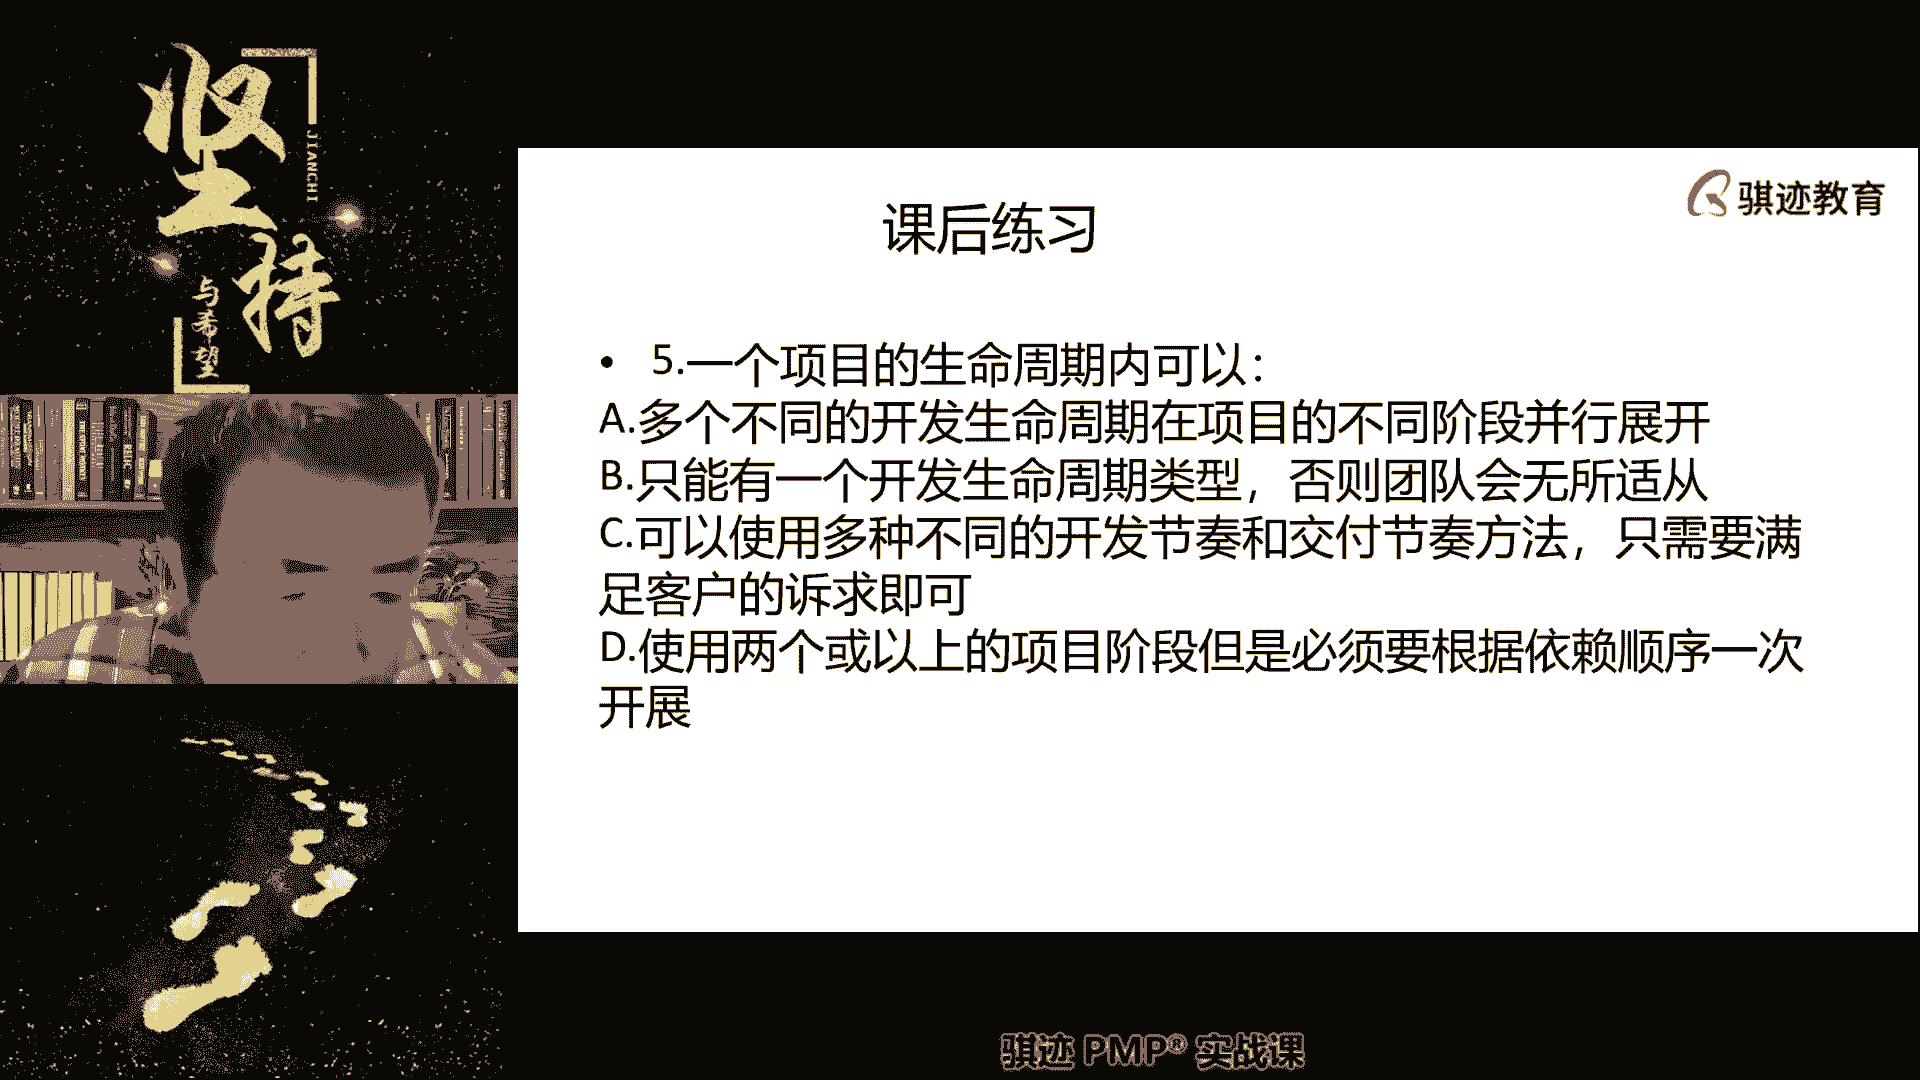 坚持
JIANCHI
与希望
骐迹教育
课后练习
• 5.一个项目的生命周期内可以：
A.多个不同的开发生命周期在项目的不同阶段并行展开
B.只能有一个开发生命周期类型，否则团队会无所适从
C.可以使用多种不同的开发节奏和交付节奏方法，只需要满
足客户的诉求即可
D.使用两个或以上的项目阶段但是必须要根据依赖顺序一次
开展
骐迹 PMP® 实战课